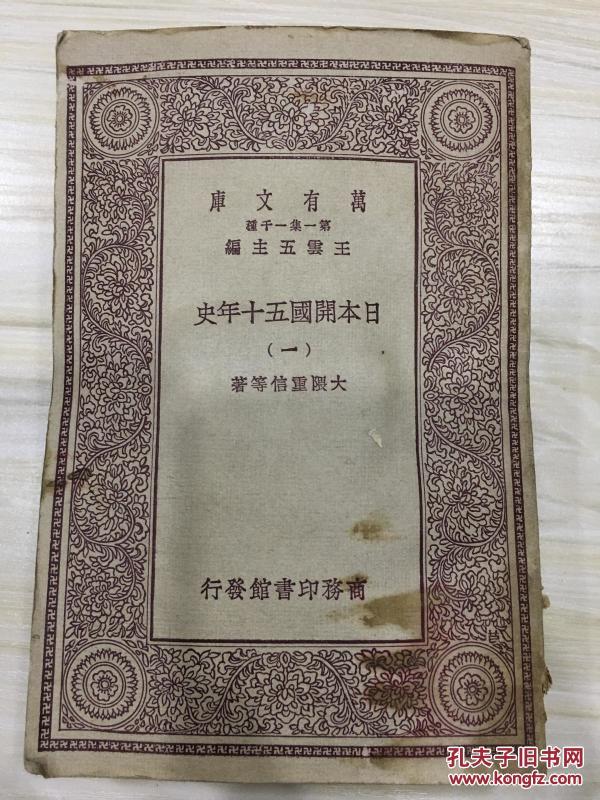 萬有文庫
第一集一千種
王雲五主編
日本開國五十年史
(一)
大隈重信等著
商務印書館發行
孔夫子旧书网
www.kongfz.com